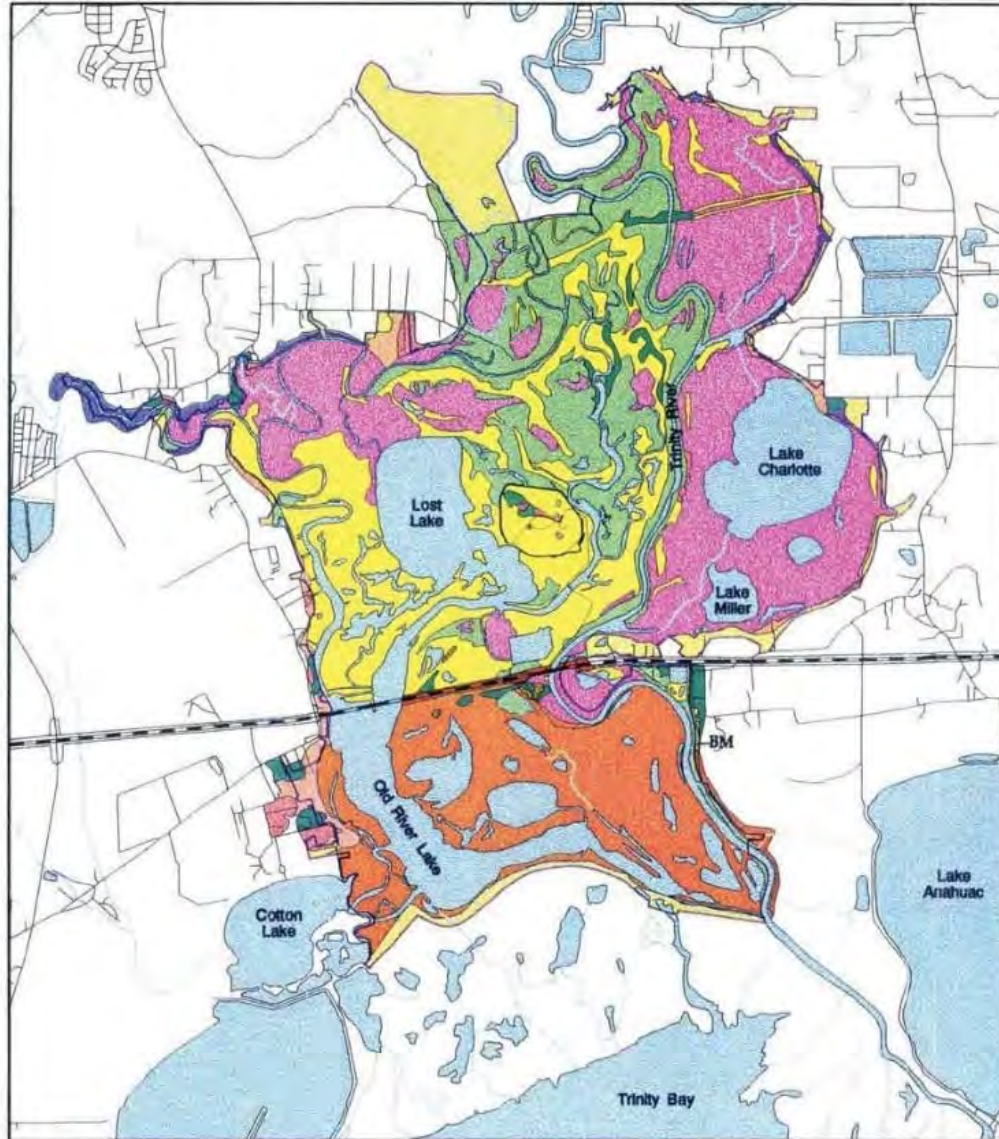 Trinity River
Lake
Charlotte
Lost
Lake
Lake
Miller
BM
Old River Lake
Lake
Anahuac
Cotton
Lake
Trinity Bay